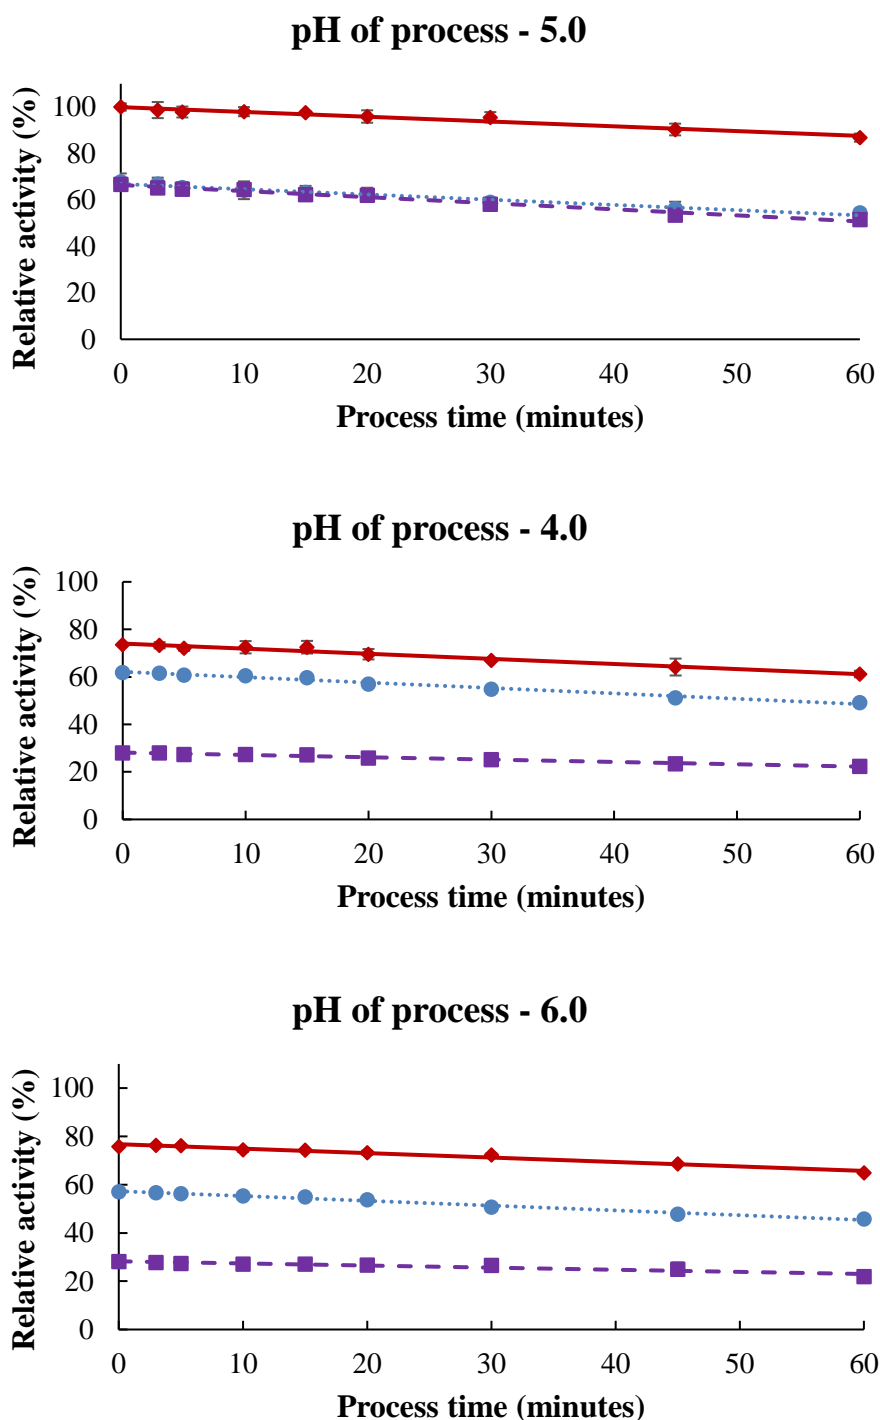 pH of process - 5.0
Relative activity (%)
100
80
60
40
20
0
0 10 20 30 40 50 60
Process time (minutes)
pH of process - 4.0
Relative activity (%)
100
80
60
40
20
0
0 10 20 30 40 50 60
Process time (minutes)
pH of process - 6.0
Relative activity (%)
100
80
60
40
20
0
0 10 20 30 40 50 60
Process time (minutes)